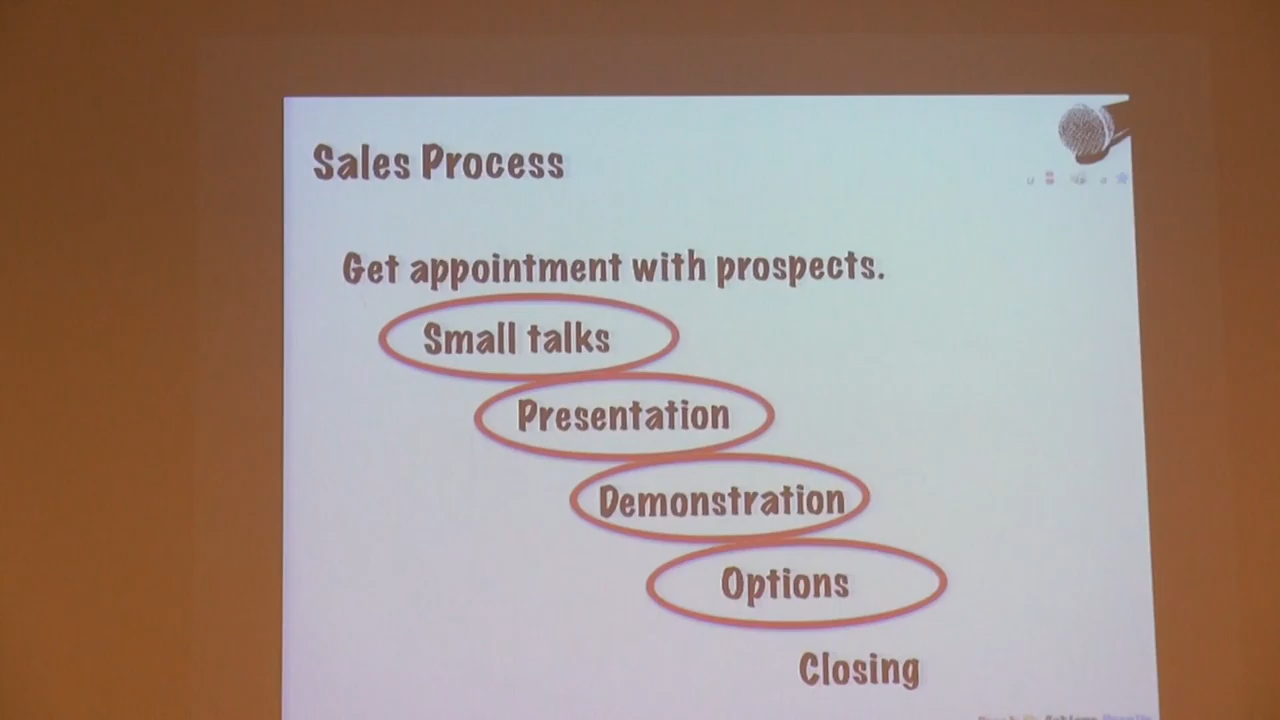 Sales Process
Get appointment with prospects.
Small talks
Presentation
Demonstration
Options
Closing